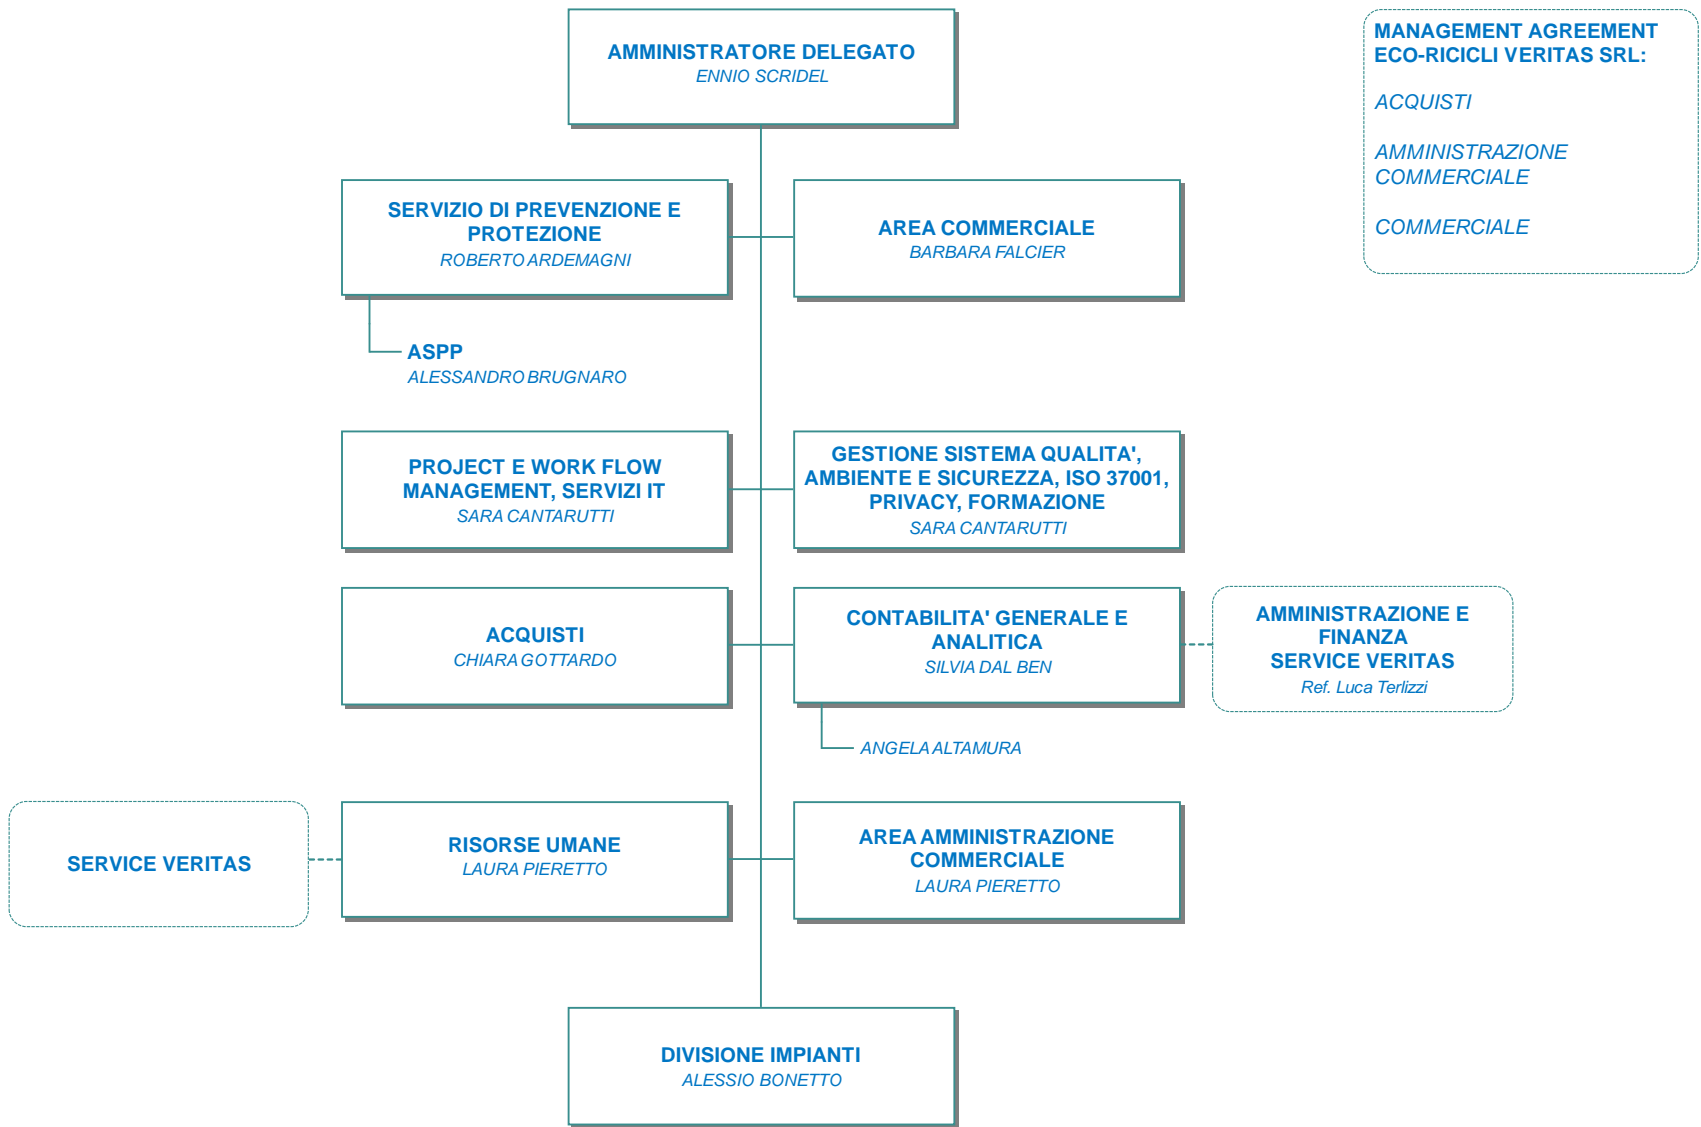 AMMINISTRATORE DELEGATO
ENNIO SCRIDEL
MANAGEMENT AGREEMENT
ECO-RICICLI VERITAS SRL:
ACQUISTI
AMMINISTRAZIONE
COMMERCIALE
COMMERCIALE
SERVIZIO DI PREVENZIONE E
PROTEZIONE
ROBERTO ARDEMAGNI
AREA COMMERCIALE
BARBARA FALCIER
ASPP
ALESSANDRO BRUGNARO
PROJECT E WORK FLOW
MANAGEMENT, SERVIZI IT
SARA CANTARUTTI
GESTIONE SISTEMA QUALITA',
AMBIENTE E SICUREZZA, ISO 37001,
PRIVACY, FORMAZIONE
SARA CANTARUTTI
ACQUISTI
CHIARA GOTTARDO
CONTABILITA' GENERALE E
ANALITICA
SILVIA DAL BEN
AMMINISTRAZIONE E
FINANZA
SERVICE VERITAS
Ref. Luca Terlizzi
ANGELA ALTAMURA
SERVICE VERITAS
RISORSE UMANE
LAURA PIERETTO
AREA AMMINISTRAZIONE
COMMERCIALE
LAURA PIERETTO
DIVISIONE IMPIANTI
ALESSIO BONETTO